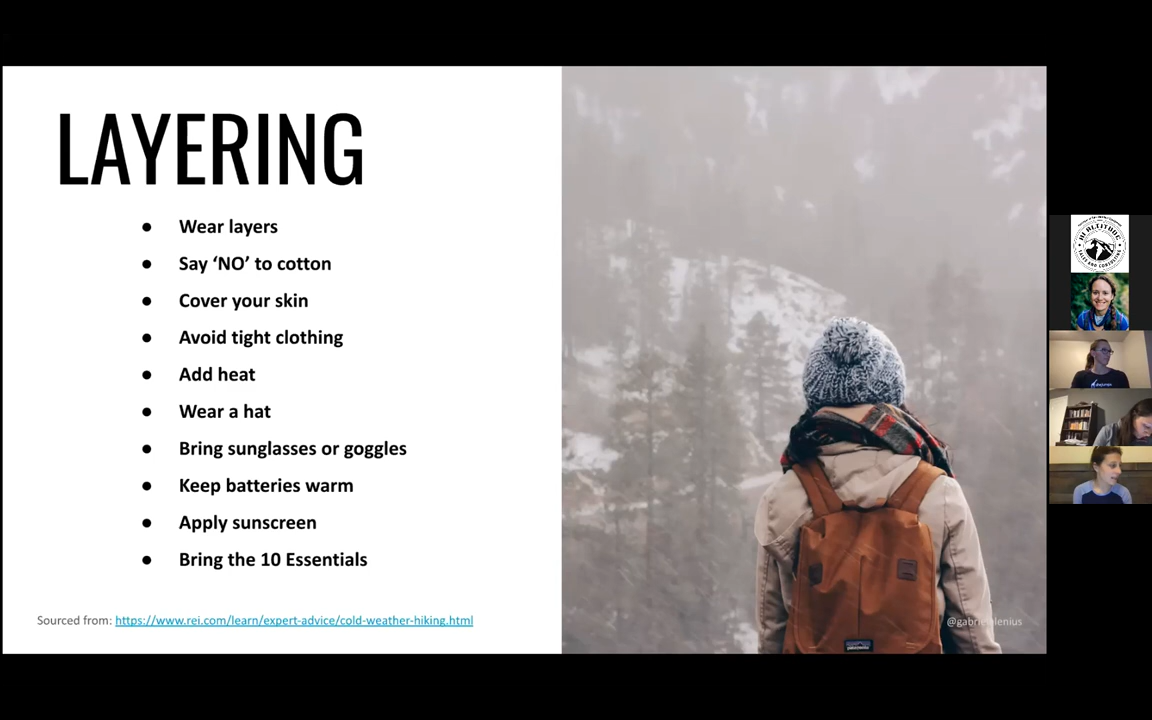 LAYERING
● Wear layers
● Say ‘NO’ to cotton
● Cover your skin
● Avoid tight clothing
● Add heat
● Wear a hat
● Bring sunglasses or goggles
● Keep batteries warm
● Apply sunscreen
● Bring the 10 Essentials
Sourced from: https://www.rei.com/learn/expert-advice/cold-weather-hiking.html
patagonia